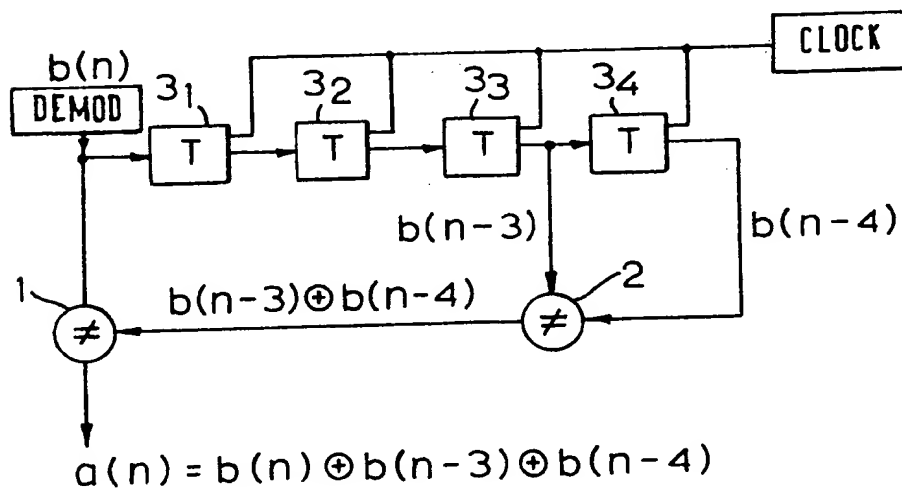 CLOCK
b(n)
DEMOD
3₁
3₂
3₃
3₄
T
T
T
T
b(n-3)
b(n-4)
1
b(n-3)⊕b(n-4)
2
≠
≠
a(n) = b(n)⊕b(n-3)⊕b(n-4)